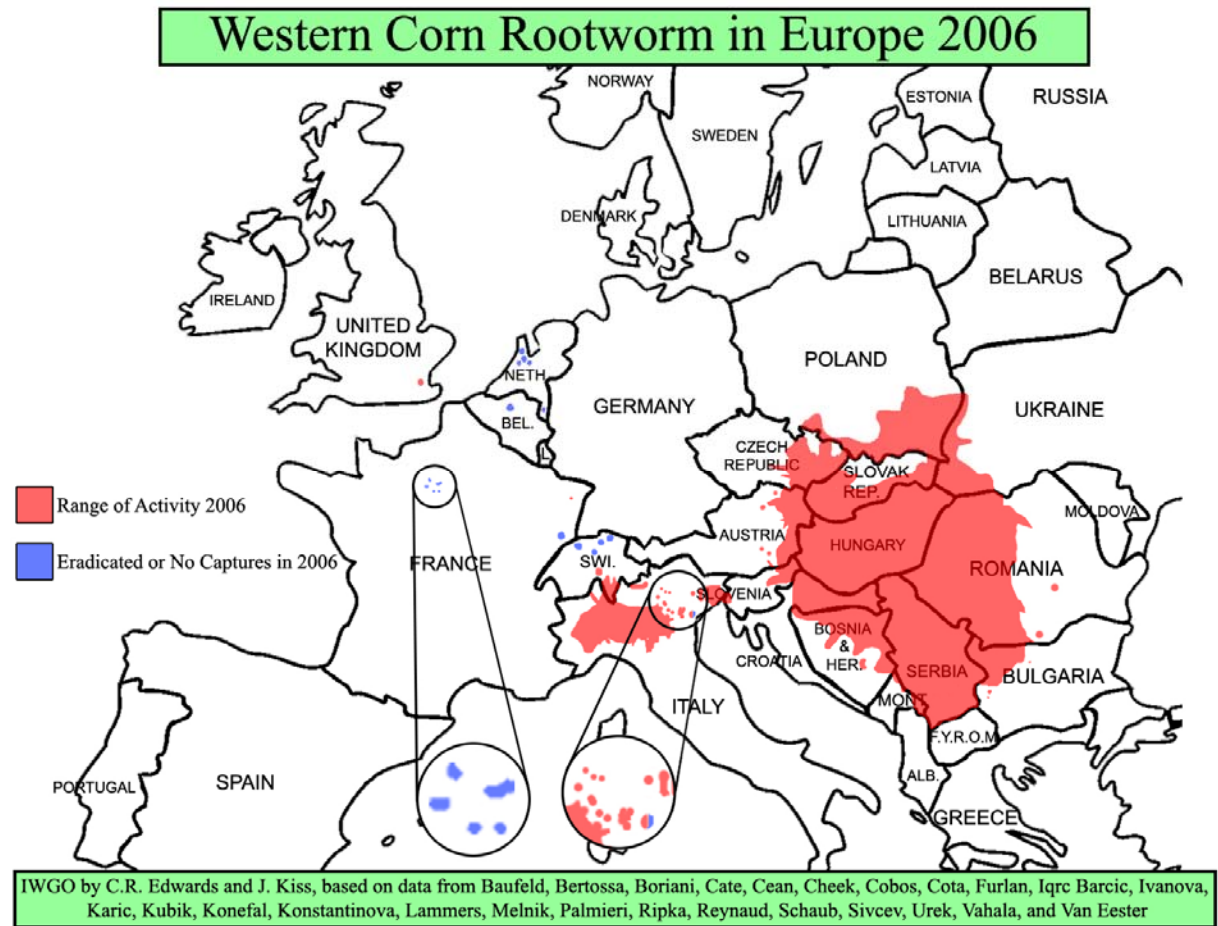 Western Corn Rootworm in Europe 2006
NORWAY
ESTONIA
RUSSIA
SWEDEN
LATVIA
DENMARK
LITHUANIA
BELARUS
IRELAND
UNITED
KINGDOM
POLAND
NETH
GERMANY
UKRAINE
BEL.
CZECH
REPUBLIC
L
SLOVAK
REP.
Range of Activity 2006
MOLDOVA
AUSTRIA
HUNGARY
Eradicated or No Captures in 2006
FRANCE
SWI.
ROMANIA
SLOVENIA
BOSNIA
&
HER.
CROATIA
SERBIA
BULGARIA
MONT.
ITALY
F.Y.R.O.M
ALB.
SPAIN
PORTUGAL
GREECE
IWGO by C.R. Edwards and J. Kiss, based on data from Baufeld, Bertossa, Boriani, Cate, Cean, Cheek, Cobos, Cota, Furlan, Iqrc Barcic, Ivanova,
Karic, Kubik, Konefal, Konstantinova, Lammers, Melnik, Palmieri, Ripka, Reynaud, Schaub, Sivcev, Urek, Vahala, and Van Eester